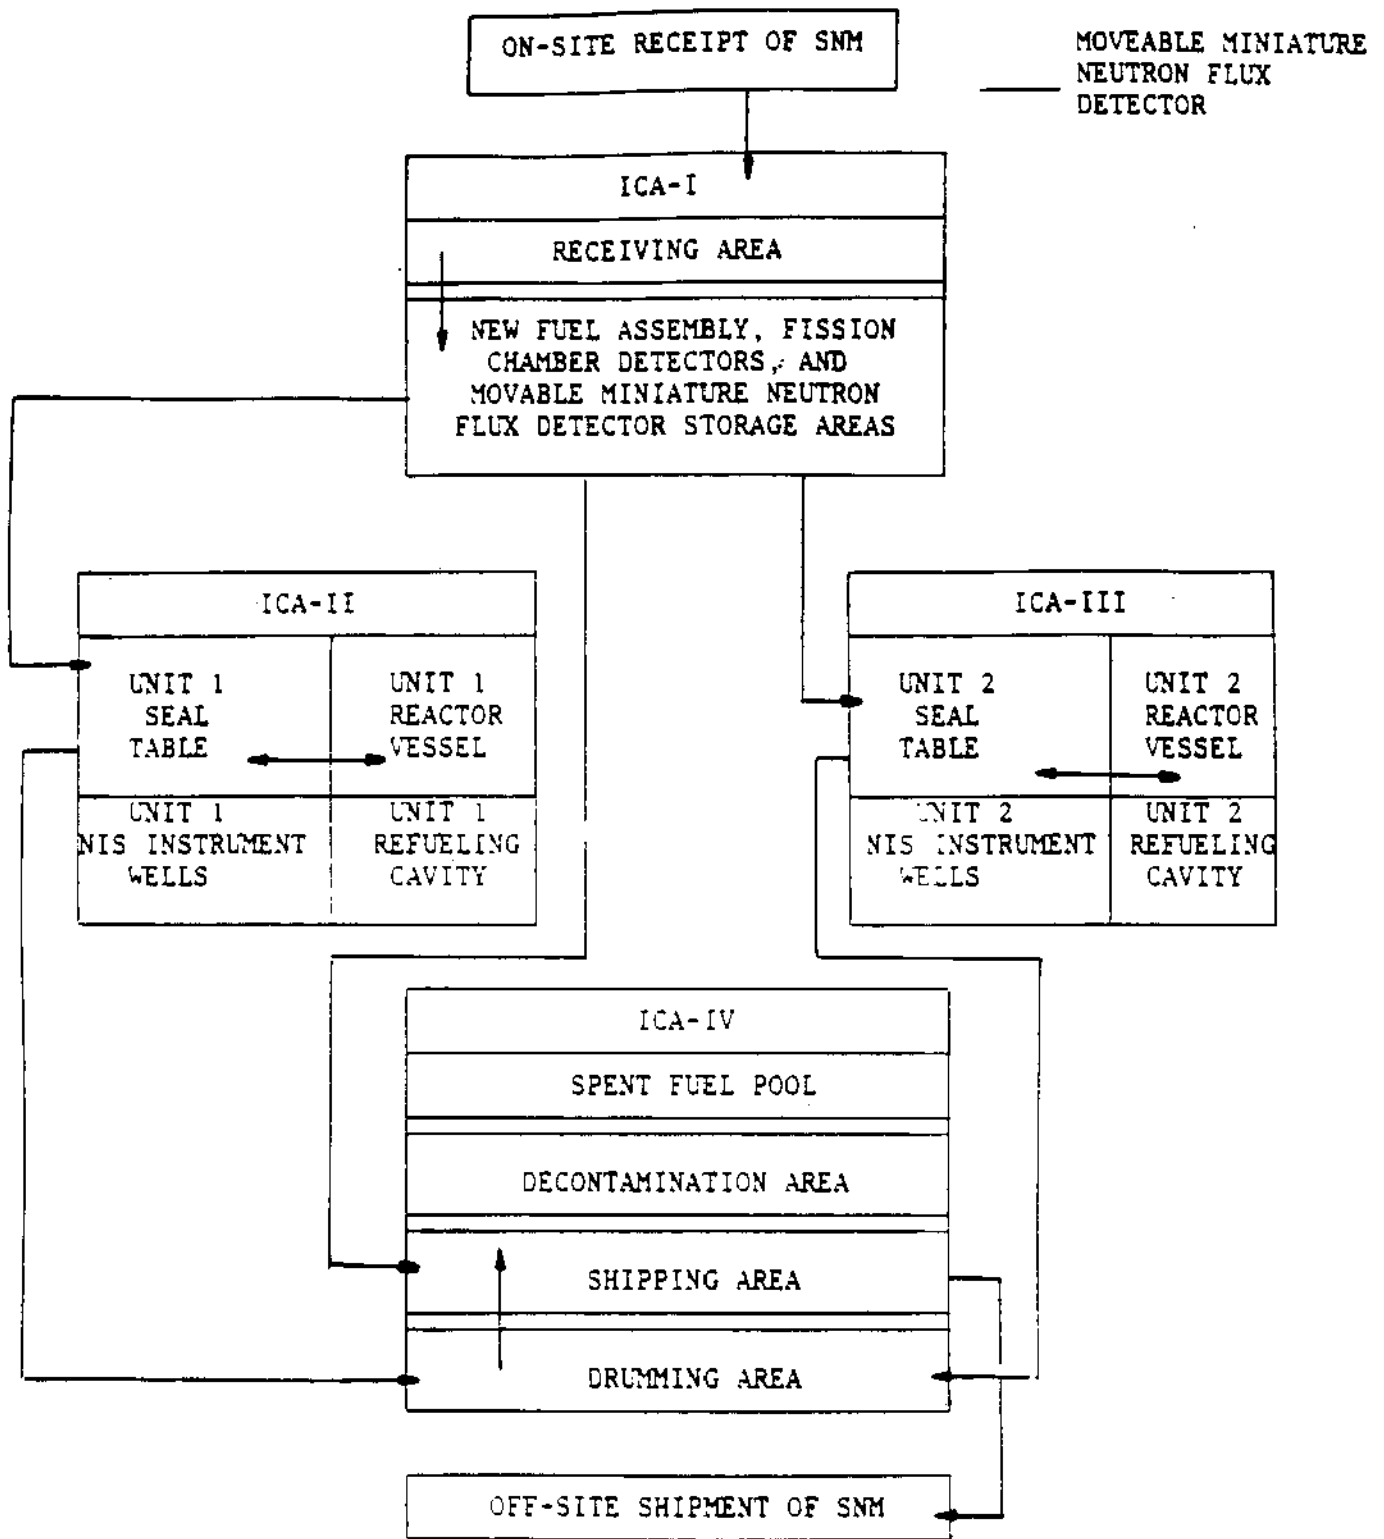 ON-SITE RECEIPT OF SNM
MOVEABLE MINIATURE
NEUTRON FLUX
DETECTOR
ICA-I
RECEIVING AREA
NEW FUEL ASSEMBLY, FISSION
CHAMBER DETECTORS, AND
MOVABLE MINIATURE NEUTRON
FLUX DETECTOR STORAGE AREAS
ICA-II
UNIT 1
SEAL
TABLE
UNIT 1
REACTOR
VESSEL
UNIT 1
NIS INSTRUMENT
WELLS
UNIT 1
REFUELING
CAVITY
ICA-III
UNIT 2
SEAL
TABLE
UNIT 2
REACTOR
VESSEL
UNIT 2
NIS INSTRUMENT
WELLS
UNIT 2
REFUELING
CAVITY
ICA-IV
SPENT FUEL POOL
DECONTAMINATION AREA
SHIPPING AREA
DRUMMING AREA
OFF-SITE SHIPMENT OF SNM